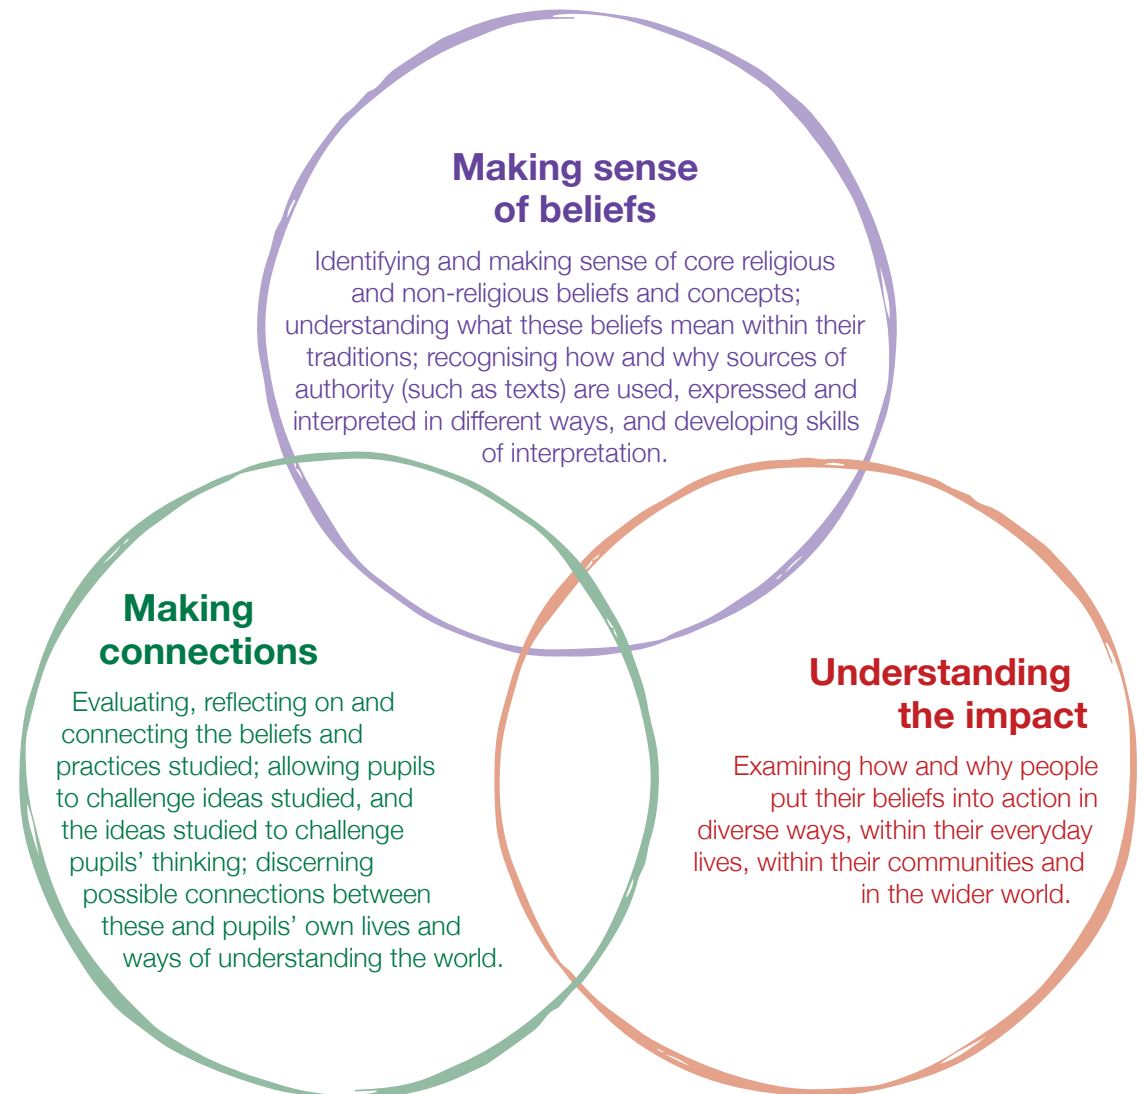 Making sense
of beliefs
Identifying and making sense of core religious
and non-religious beliefs and concepts;
understanding what these beliefs mean within their
traditions; recognising how and why sources of
authority (such as texts) are used, expressed and
interpreted in different ways, and developing skills
of interpretation.
Making
connections
Evaluating, reflecting on and
connecting the beliefs and
practices studied; allowing pupils
to challenge ideas studied, and
the ideas studied to challenge
pupils’ thinking; discerning
possible connections between
these and pupils’ own lives and
ways of understanding the world.
Understanding
the impact
Examining how and why people
put their beliefs into action in
diverse ways, within their everyday
lives, within their communities and
in the wider world.